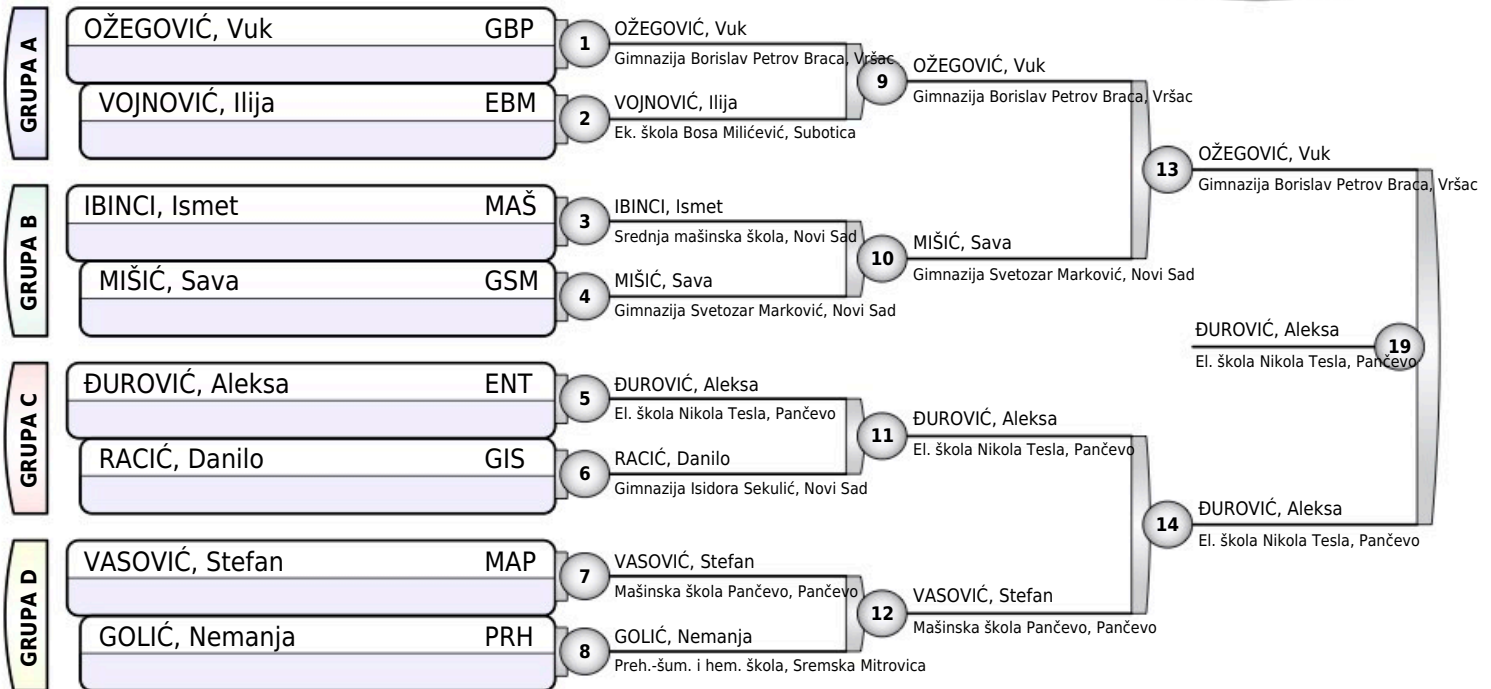 GRUPA A
OŽEGOVIĆ, Vuk GBP
VOJNOVIĆ, Ilija EBM
1
OŽEGOVIĆ, Vuk
Gimnazija Borislav Petrov Braca, Vršac
2
VOJNOVIĆ, Ilija
Ek. škola Bosa Milićević, Subotica
9
OŽEGOVIĆ, Vuk
Gimnazija Borislav Petrov Braca, Vršac
GRUPA B
IBINCI, Ismet MAŠ
MIŠIĆ, Sava GSM
3
IBINCI, Ismet
Srednja mašinska škola, Novi Sad
4
MIŠIĆ, Sava
Gimnazija Svetozar Marković, Novi Sad
10
MIŠIĆ, Sava
Gimnazija Svetozar Marković, Novi Sad
13
OŽEGOVIĆ, Vuk
Gimnazija Borislav Petrov Braca, Vršac
GRUPA C
ĐUROVIĆ, Aleksa ENT
RACIĆ, Danilo GIS
5
ĐUROVIĆ, Aleksa
El. škola Nikola Tesla, Pančevo
6
RACIĆ, Danilo
Gimnazija Isidora Sekulić, Novi Sad
11
ĐUROVIĆ, Aleksa
El. škola Nikola Tesla, Pančevo
GRUPA D
VASOVIĆ, Stefan MAP
GOLIĆ, Nemanja PRH
7
VASOVIĆ, Stefan
Mašinska škola Pančevo, Pančevo
8
GOLIĆ, Nemanja
Preh.-šum. i hem. škola, Sremska Mitrovica
12
VASOVIĆ, Stefan
Mašinska škola Pančevo, Pančevo
14
ĐUROVIĆ, Aleksa
El. škola Nikola Tesla, Pančevo
ĐUROVIĆ, Aleksa
El. škola Nikola Tesla, Pančevo
19